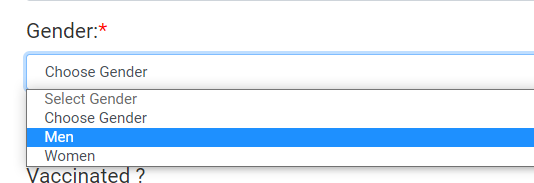 Gender:*
Choose Gender
Select Gender
Choose Gender
Men
Women
Vaccinated ?